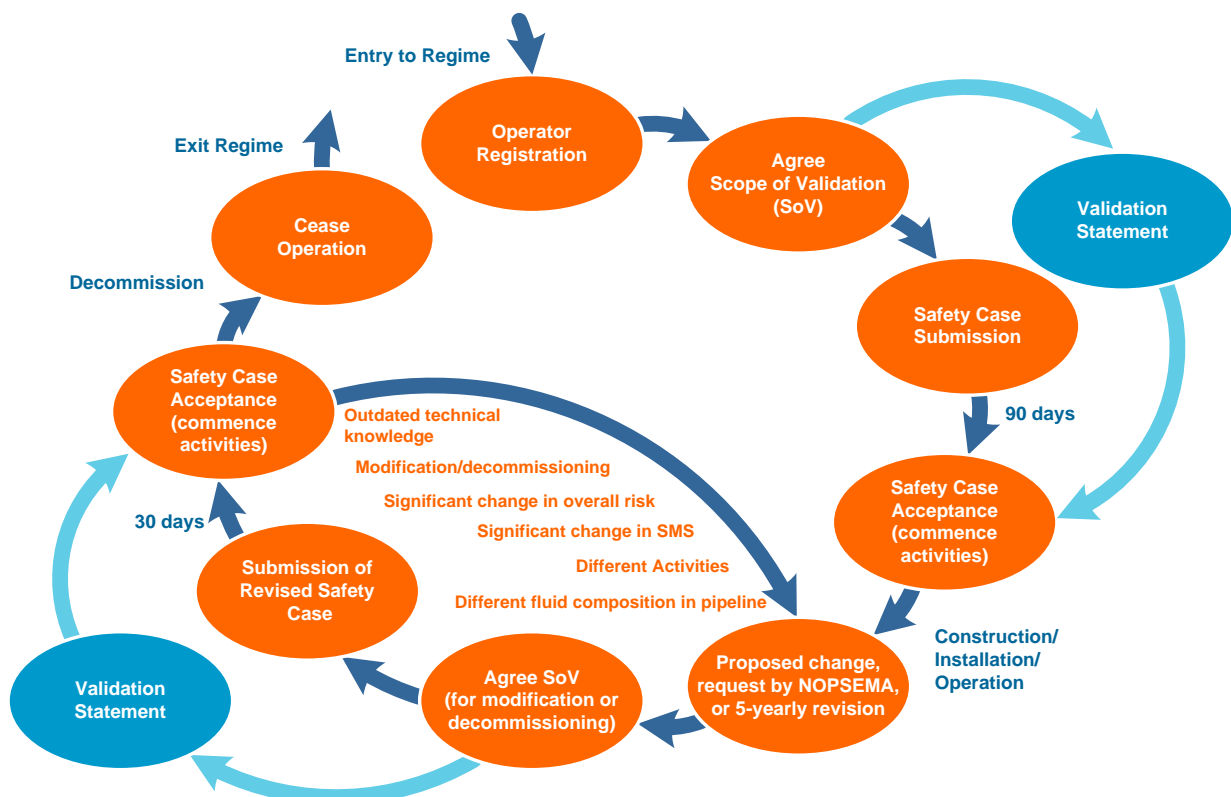 Entry to Regime
Operator
Registration
Agree
Scope of Validation
(SoV)
Validation
Statement
Safety Case
Submission
90 days
Safety Case
Acceptance
(commence
activities)
Construction/
Installation/
Operation
Proposed change,
request by NOPSEMA,
or 5-yearly revision
Agree SoV
(for modification or
decommissioning)
Validation
Statement
Submission of
Revised Safety
Case
30 days
Safety Case
Acceptance
(commence
activities)
Outdated technical
knowledge
Modification/decommissioning
Significant change in overall risk
Significant change in SMS
Different Activities
Different fluid composition in pipeline
Decommission
Cease
Operation
Exit Regime